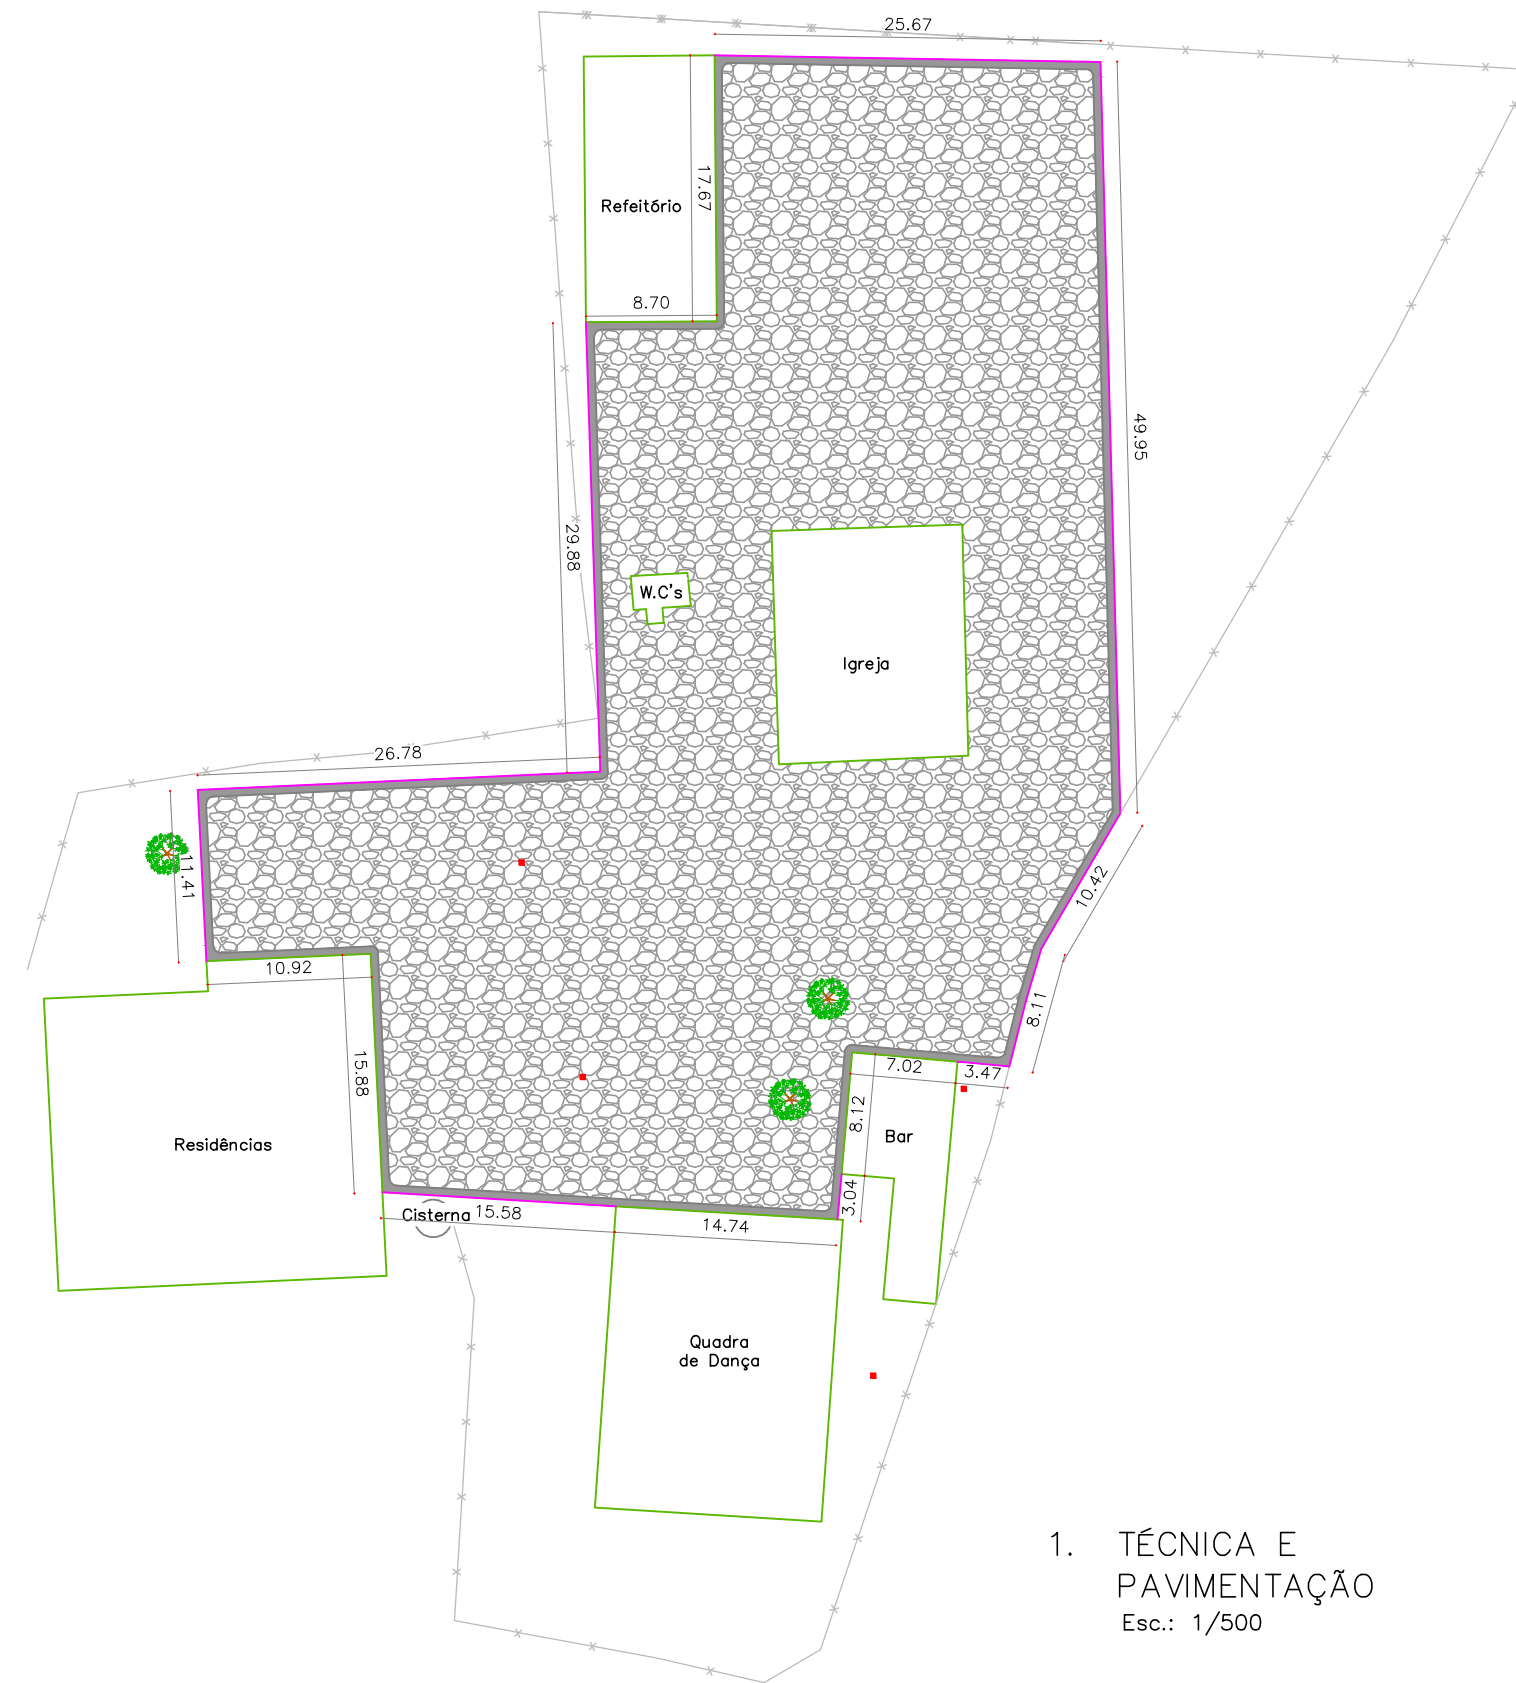 25.67
17.67
Refeitório
8.70
49.95
29.88
W.C's
Igreja
26.78
11.41
10.42
10.92
8.11
15.88
7.02
3.47
8.12
Bar
Residências
3.04
Cisterna
15.58
14.74
Quadra
de Dança
1. TÉCNICA E
PAVIMENTAÇÃO
Esc.: 1/500